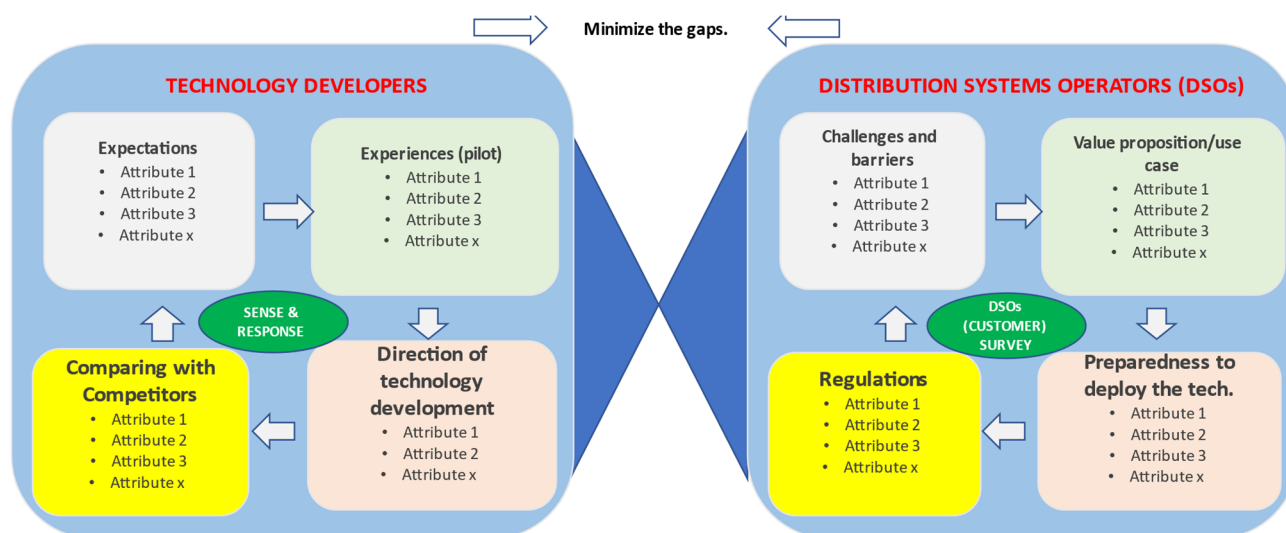 Minimize the gaps.
TECHNOLOGY DEVELOPERS
Expectations
• Attribute 1
• Attribute 2
• Attribute 3
• Attribute x
Experiences (pilot)
• Attribute 1
• Attribute 2
• Attribute 3
• Attribute x
SENSE &
RESPONSE
Comparing with
Competitors
• Attribute 1
• Attribute 2
• Attribute 3
• Attribute x
Direction of
technology
development
• Attribute 1
• Attribute 2
• Attribute x
DISTRIBUTION SYSTEMS OPERATORS (DSOs)
Challenges and
barriers
• Attribute 1
• Attribute 2
• Attribute 3
• Attribute x
Value proposition/use
case
• Attribute 1
• Attribute 2
• Attribute 3
• Attribute x
DSOs
(CUSTOMER)
SURVEY
Regulations
• Attribute 1
• Attribute 2
• Attribute 3
• Attribute x
Preparedness to
deploy the tech.
• Attribute 1
• Attribute 2
• Attribute 3
• Attribute x